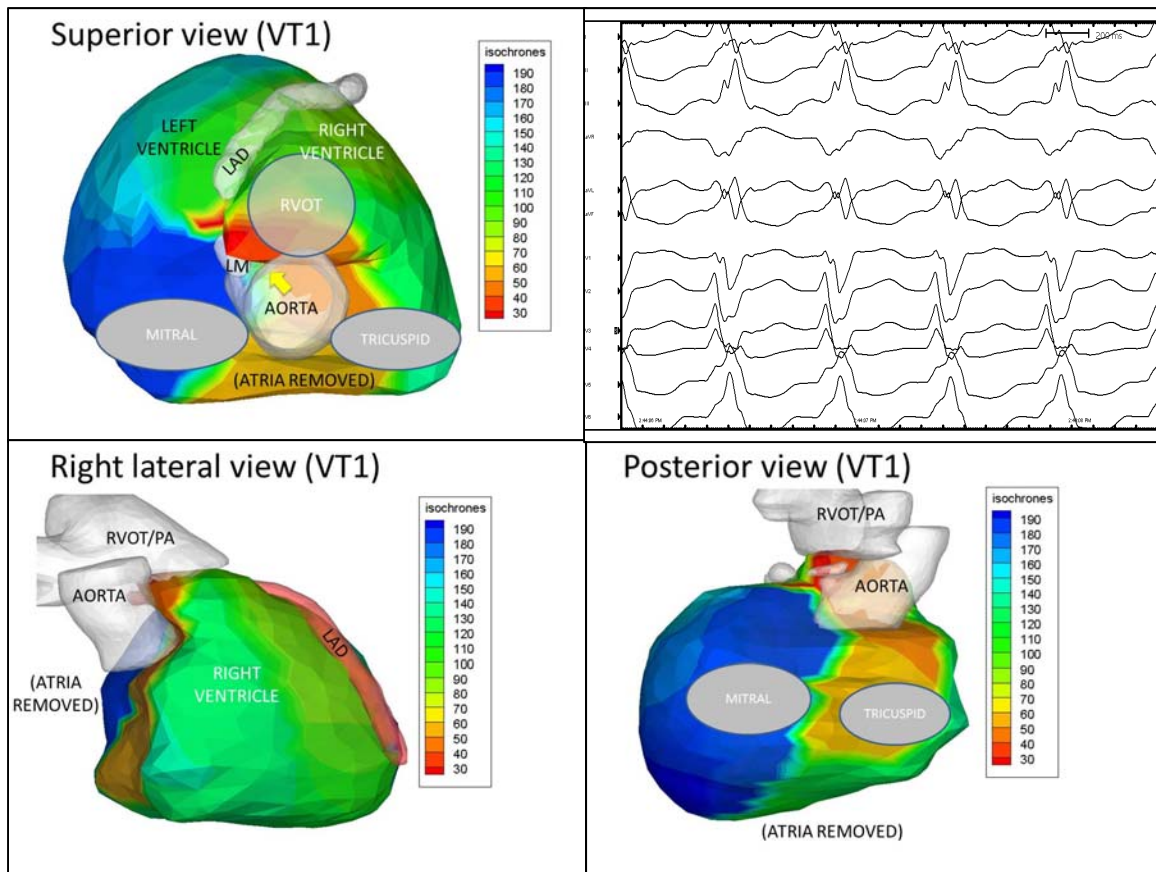 Superior view (VT1)
LEFT
VENTRICLE
LAD
RIGHT
VENTRICLE
RVOT
LM
AORTA
MITRAL
TRICUSPID
(ATRIA REMOVED)
isochrones
190
180
170
160
150
140
130
120
110
100
90
80
70
60
50
40
30
200 ms
II
III
aVR
aVL
aVF
V1
V2
V3
V4
V5
V6
2:44:07 PM
Right lateral view (VT1)
RVOT/PA
AORTA
LAD
RIGHT
VENTRICLE
(ATRIA
REMOVED)
isochrones
190
180
170
160
150
140
130
120
110
100
90
80
70
60
50
40
30
Posterior view (VT1)
RVOT/PA
AORTA
MITRAL
TRICUSPID
(ATRIA REMOVED)
isochrones
190
180
170
160
150
140
130
120
110
100
90
80
70
60
50
40
30